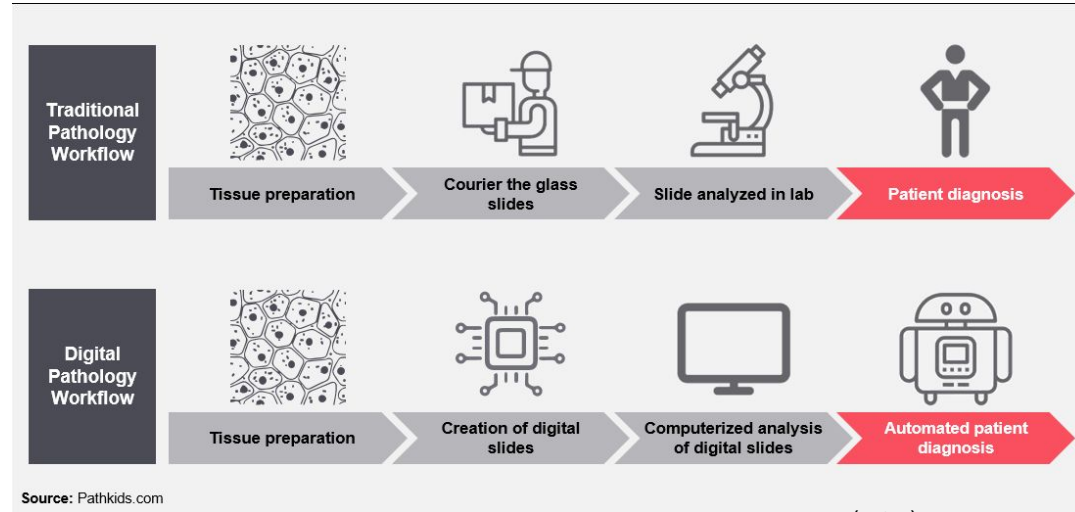 Traditional
Pathology
Workflow
Tissue preparation
Courier the glass
slides
Slide analyzed in lab
Patient diagnosis
Digital
Pathology
Workflow
Tissue preparation
Creation of digital
slides
Computerized analysis
of digital slides
Automated patient
diagnosis
Source: Pathkids.com